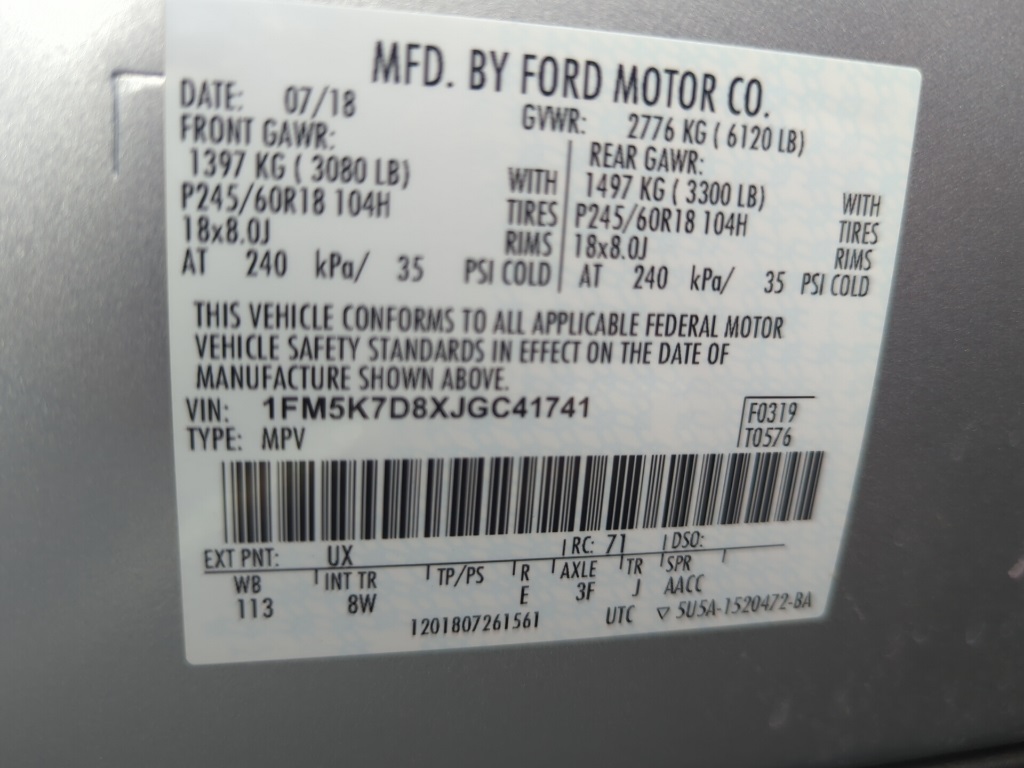 MFD. BY FORD MOTOR CO.
DATE: 07/18 GVWR: 2776 KG ( 6120 LB)
FRONT GAWR: REAR GAWR:
1397 KG ( 3080 LB) WITH 1497 KG ( 3300 LB) WITH
P245/60R18 104H TIRES P245/60R18 104H TIRES
18x8.0J RIMS 18x8.0J RIMS
AT 240 kPa/ 35 PSI COLD AT 240 kPa/ 35 PSI COLD
THIS VEHICLE CONFORMS TO ALL APPLICABLE FEDERAL MOTOR
VEHICLE SAFETY STANDARDS IN EFFECT ON THE DATE OF
MANUFACTURE SHOWN ABOVE.
VIN: 1FM5K7D8XJGC41741 F0319
TYPE: MPV T0576
EXT PNT: UX RC: 71 DSO:
WB INT TR TP/PS R AXLE TR SPR
113 8W E 3F J AACC
1201807261561 UTC ▽ 5U5A-1520472-BA